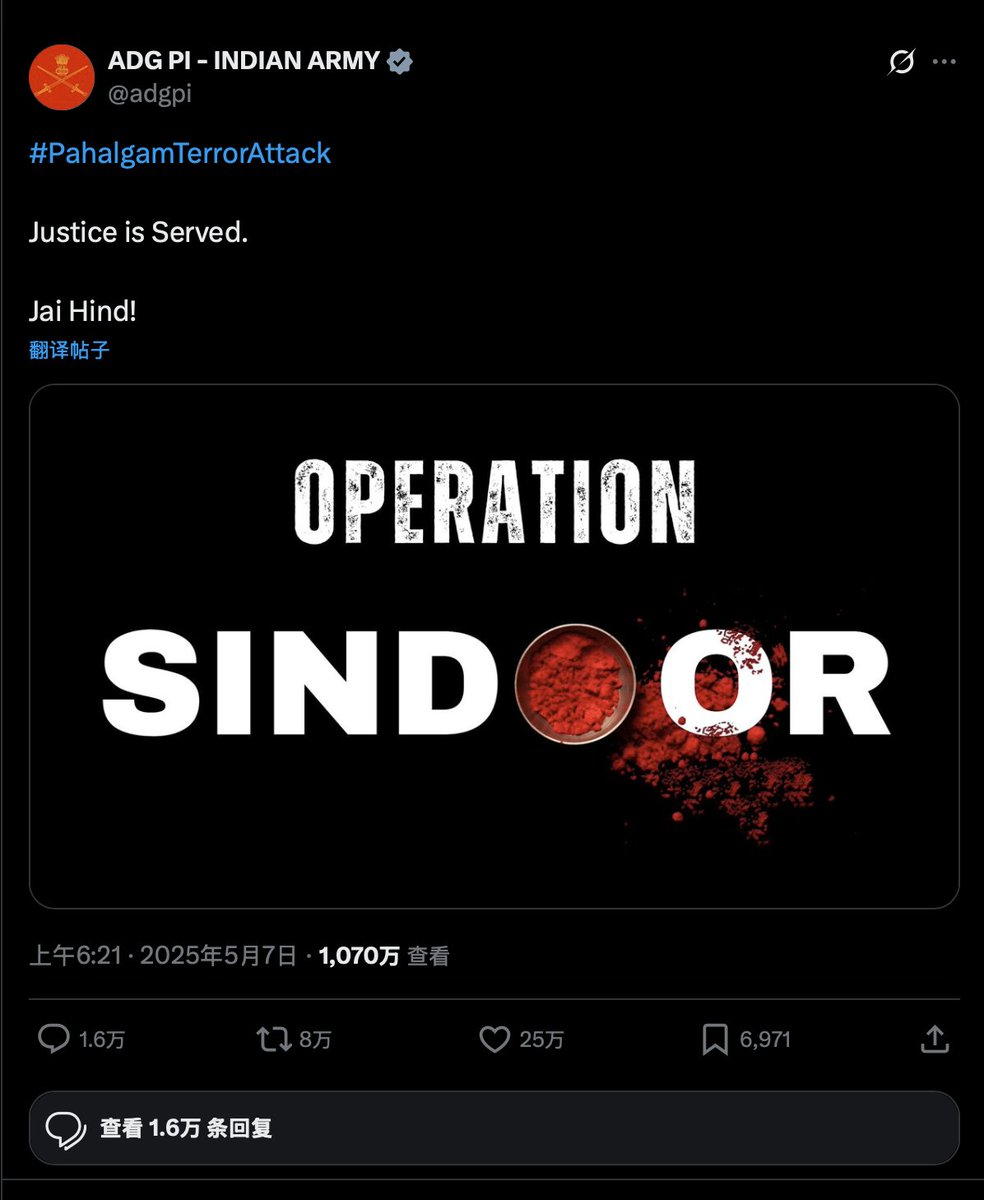 ADG PI - INDIAN ARMY
@adgpi
#PahalgamTerrorAttack
Justice is Served.
Jai Hind!
翻译帖子
OPERATION
SINDOOR
上午6:21 · 2025年5月7日 · 1,070万 查看
1.6万 8万 25万 6,971
查看 1.6万 条回复